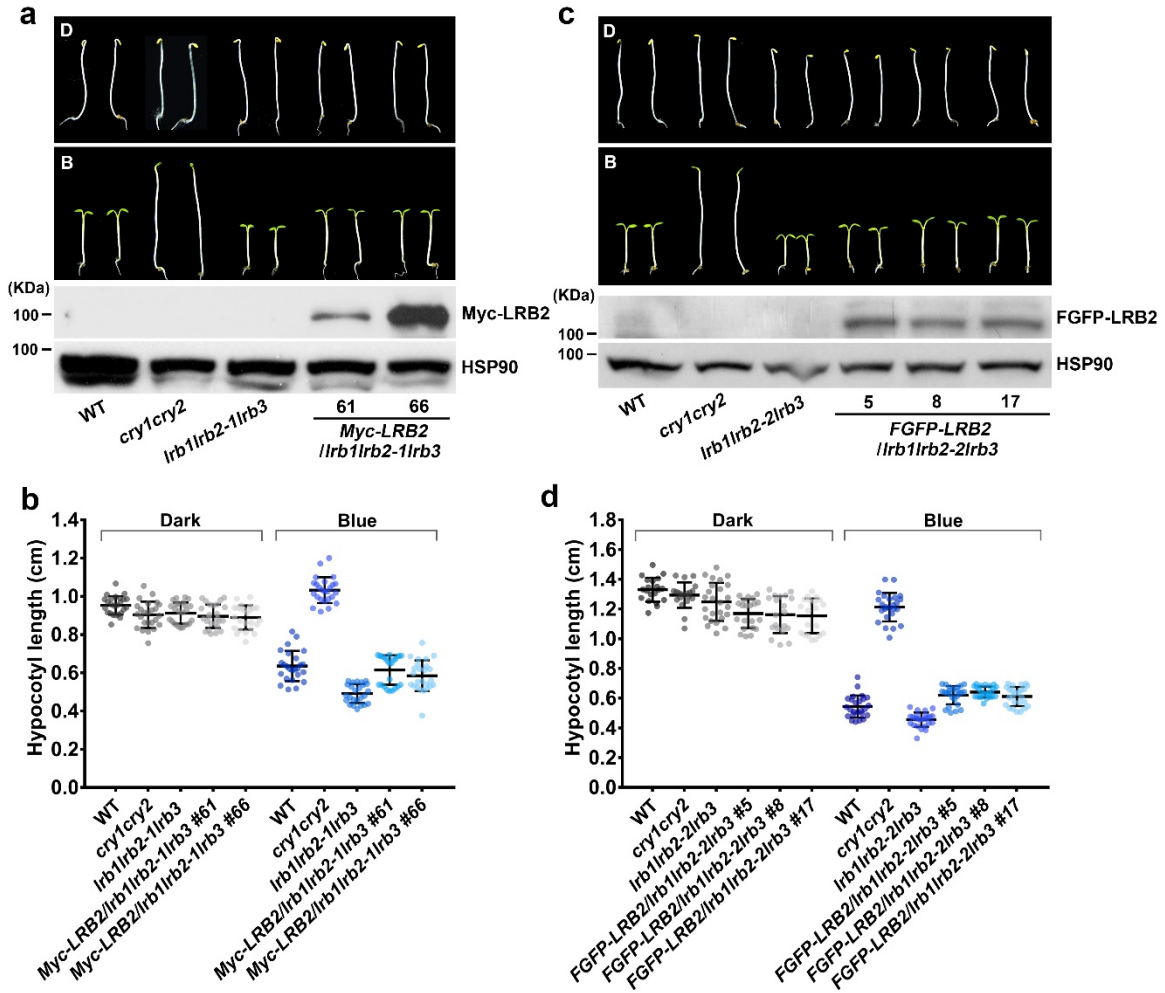 a
D
B
(KDa)
100
Myc-LRB2
100
HSP90
WT
cry1cry2
lrb1lrb2-1lrb3
61
66
Myc-LRB2
/lrb1lrb2-1lrb3
c
D
B
(KDa)
100
FGFP-LRB2
100
HSP90
WT
cry1cry2
lrb1lrb2-2lrb3
5
8
17
FGFP-LRB2
/lrb1lrb2-2lrb3
b
Hypocotyl length (cm)
1.4
1.2
1.0
0.8
0.6
0.4
0.2
0.0
Dark
Blue
WT
cry1cry2
lrb1lrb2-1lrb3
Myc-LRB2/lrb1lrb2-1lrb3 #61
Myc-LRB2/lrb1lrb2-1lrb3 #66
WT
cry1cry2
lrb1lrb2-1lrb3
Myc-LRB2/lrb1lrb2-1lrb3 #61
Myc-LRB2/lrb1lrb2-1lrb3 #66
d
Hypocotyl length (cm)
1.8
1.6
1.4
1.2
1.0
0.8
0.6
0.4
0.2
0.0
Dark
Blue
WT
cry1cry2
lrb1lrb2-2lrb3
FGFP-LRB2/lrb1lrb2-2lrb3 #5
FGFP-LRB2/lrb1lrb2-2lrb3 #8
FGFP-LRB2/lrb1lrb2-2lrb3 #17
WT
cry1cry2
lrb1lrb2-2lrb3
FGFP-LRB2/lrb1lrb2-2lrb3 #5
FGFP-LRB2/lrb1lrb2-2lrb3 #8
FGFP-LRB2/lrb1lrb2-2lrb3 #17